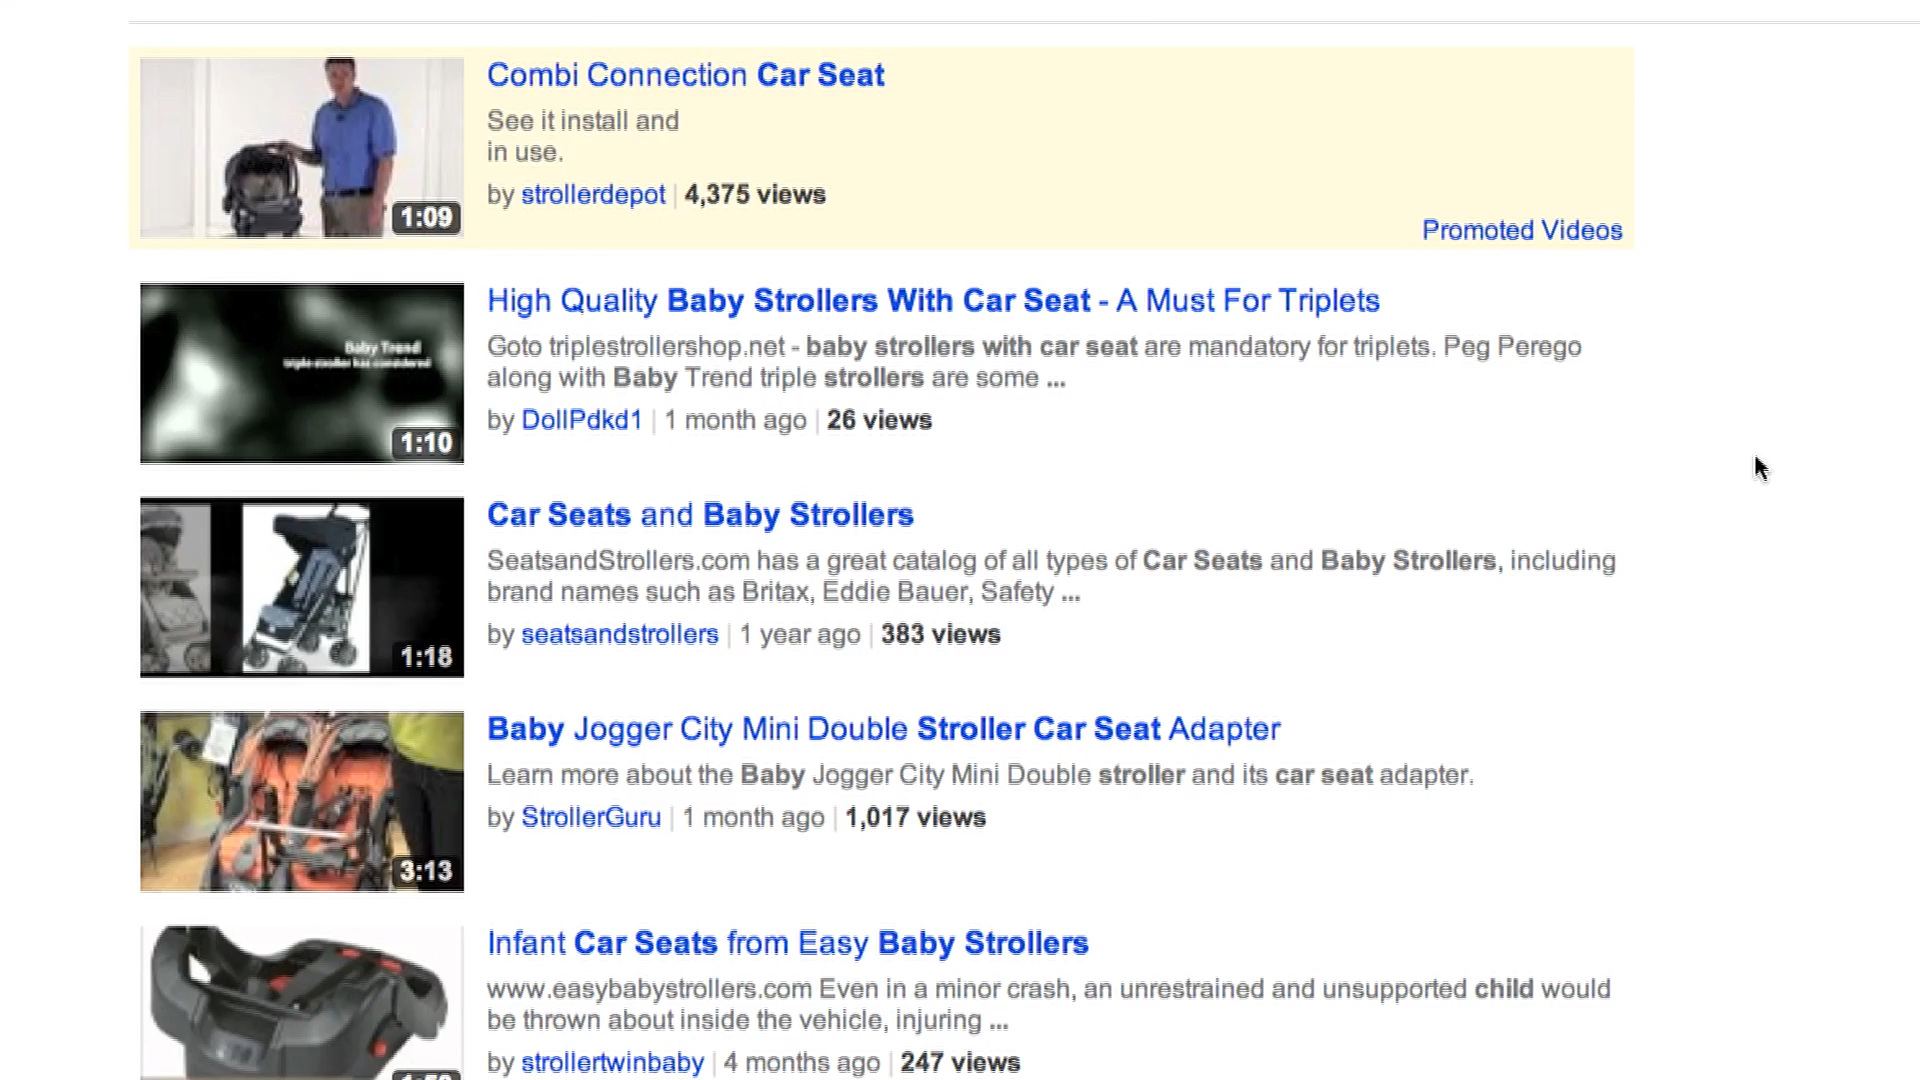 Combi Connection Car Seat
See it install and
in use.
by strollerdepot | 4,375 views
1:09
Promoted Videos
High Quality Baby Strollers With Car Seat - A Must For Triplets
Goto triplestrollershop.net - baby strollers with car seat are mandatory for triplets. Peg Perego
along with Baby Trend triple strollers are some ...
by DollPdkd1 | 1 month ago | 26 views
Baby Trend
triple stroller has considered
1:10
Car Seats and Baby Strollers
SeatsandStrollers.com has a great catalog of all types of Car Seats and Baby Strollers, including
brand names such as Britax, Eddie Bauer, Safety ...
by seatsandstrollers | 1 year ago | 383 views
1:18
Baby Jogger City Mini Double Stroller Car Seat Adapter
Learn more about the Baby Jogger City Mini Double stroller and its car seat adapter.
by StrollerGuru | 1 month ago | 1,017 views
3:13
Infant Car Seats from Easy Baby Strollers
www.easybabystrollers.com Even in a minor crash, an unrestrained and unsupported child would
be thrown about inside the vehicle, injuring ...
by strollertwinbaby | 4 months ago | 247 views